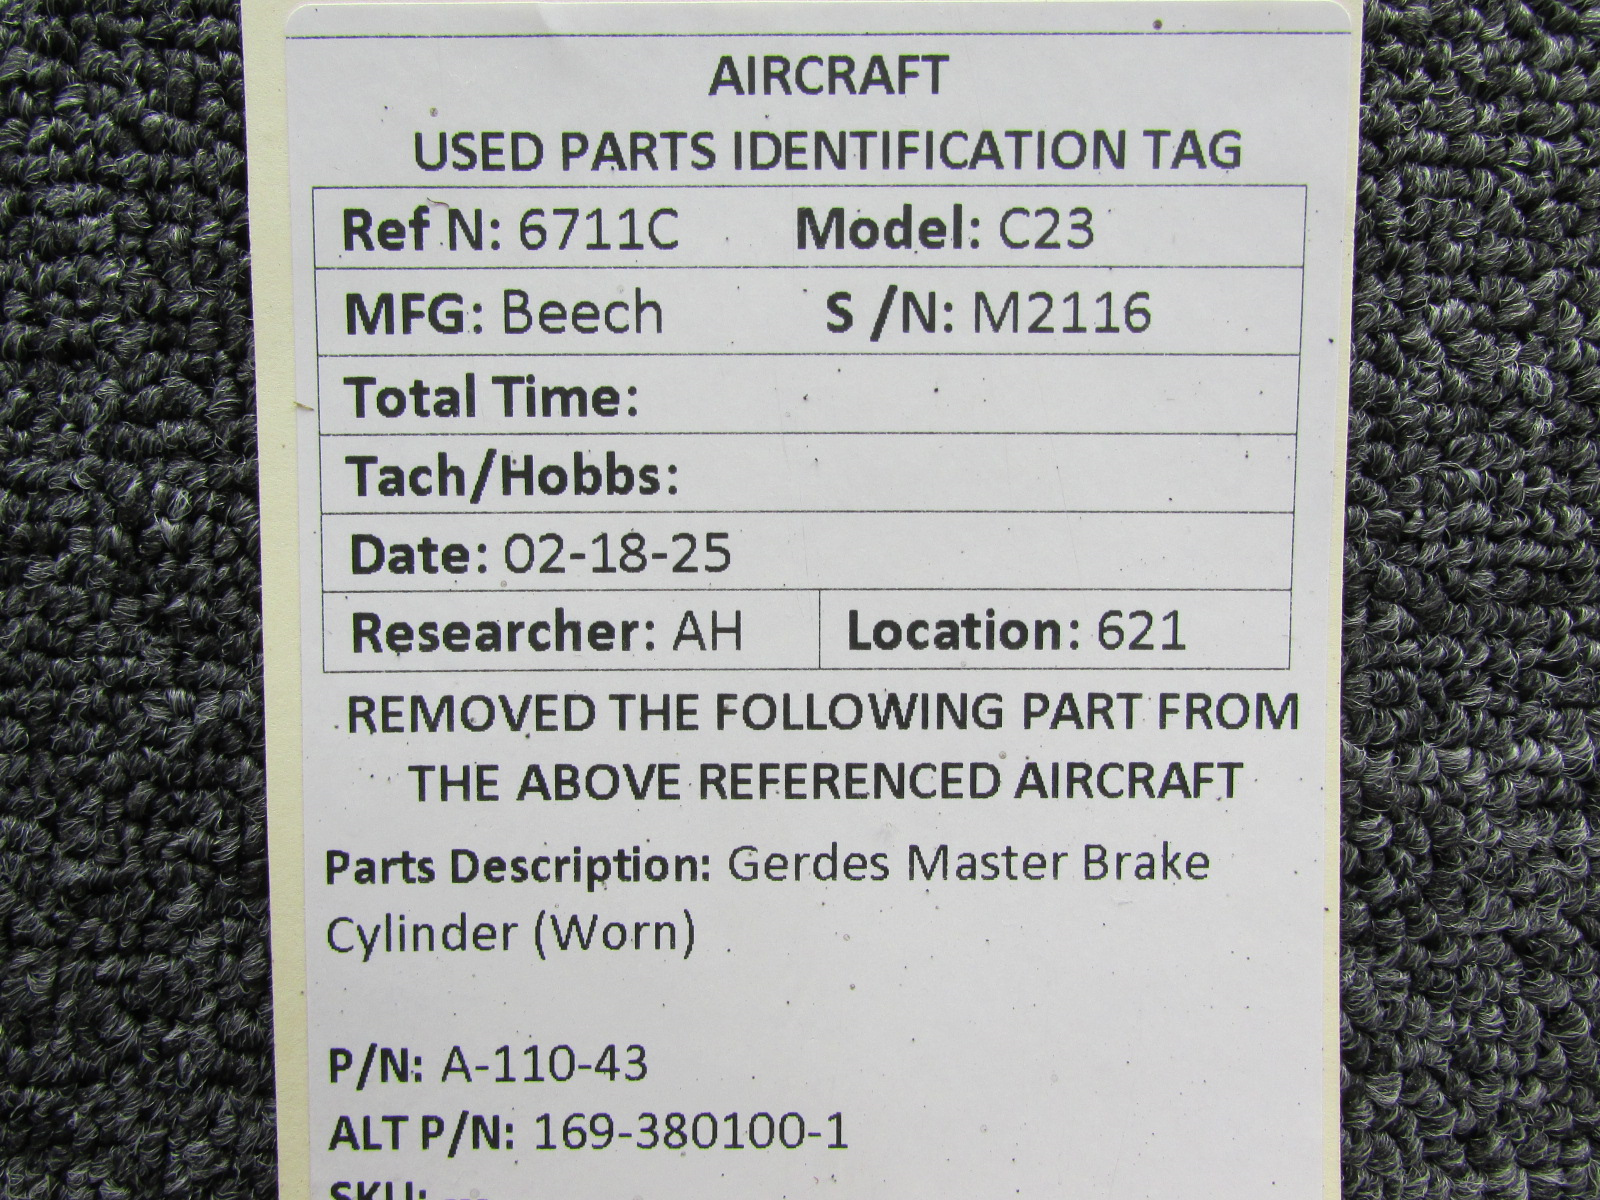 AIRCRAFT
USED PARTS IDENTIFICATION TAG
Ref N: 6711C Model: C23
MFG: Beech S /N: M2116
Total Time:
Tach/Hobbs:
Date: 02-18-25
Researcher: AH Location: 621
REMOVED THE FOLLOWING PART FROM
THE ABOVE REFERENCED AIRCRAFT
Parts Description: Gerdes Master Brake
Cylinder (Worn)
P/N: A-110-43
ALT P/N: 169-380100-1
SKU: